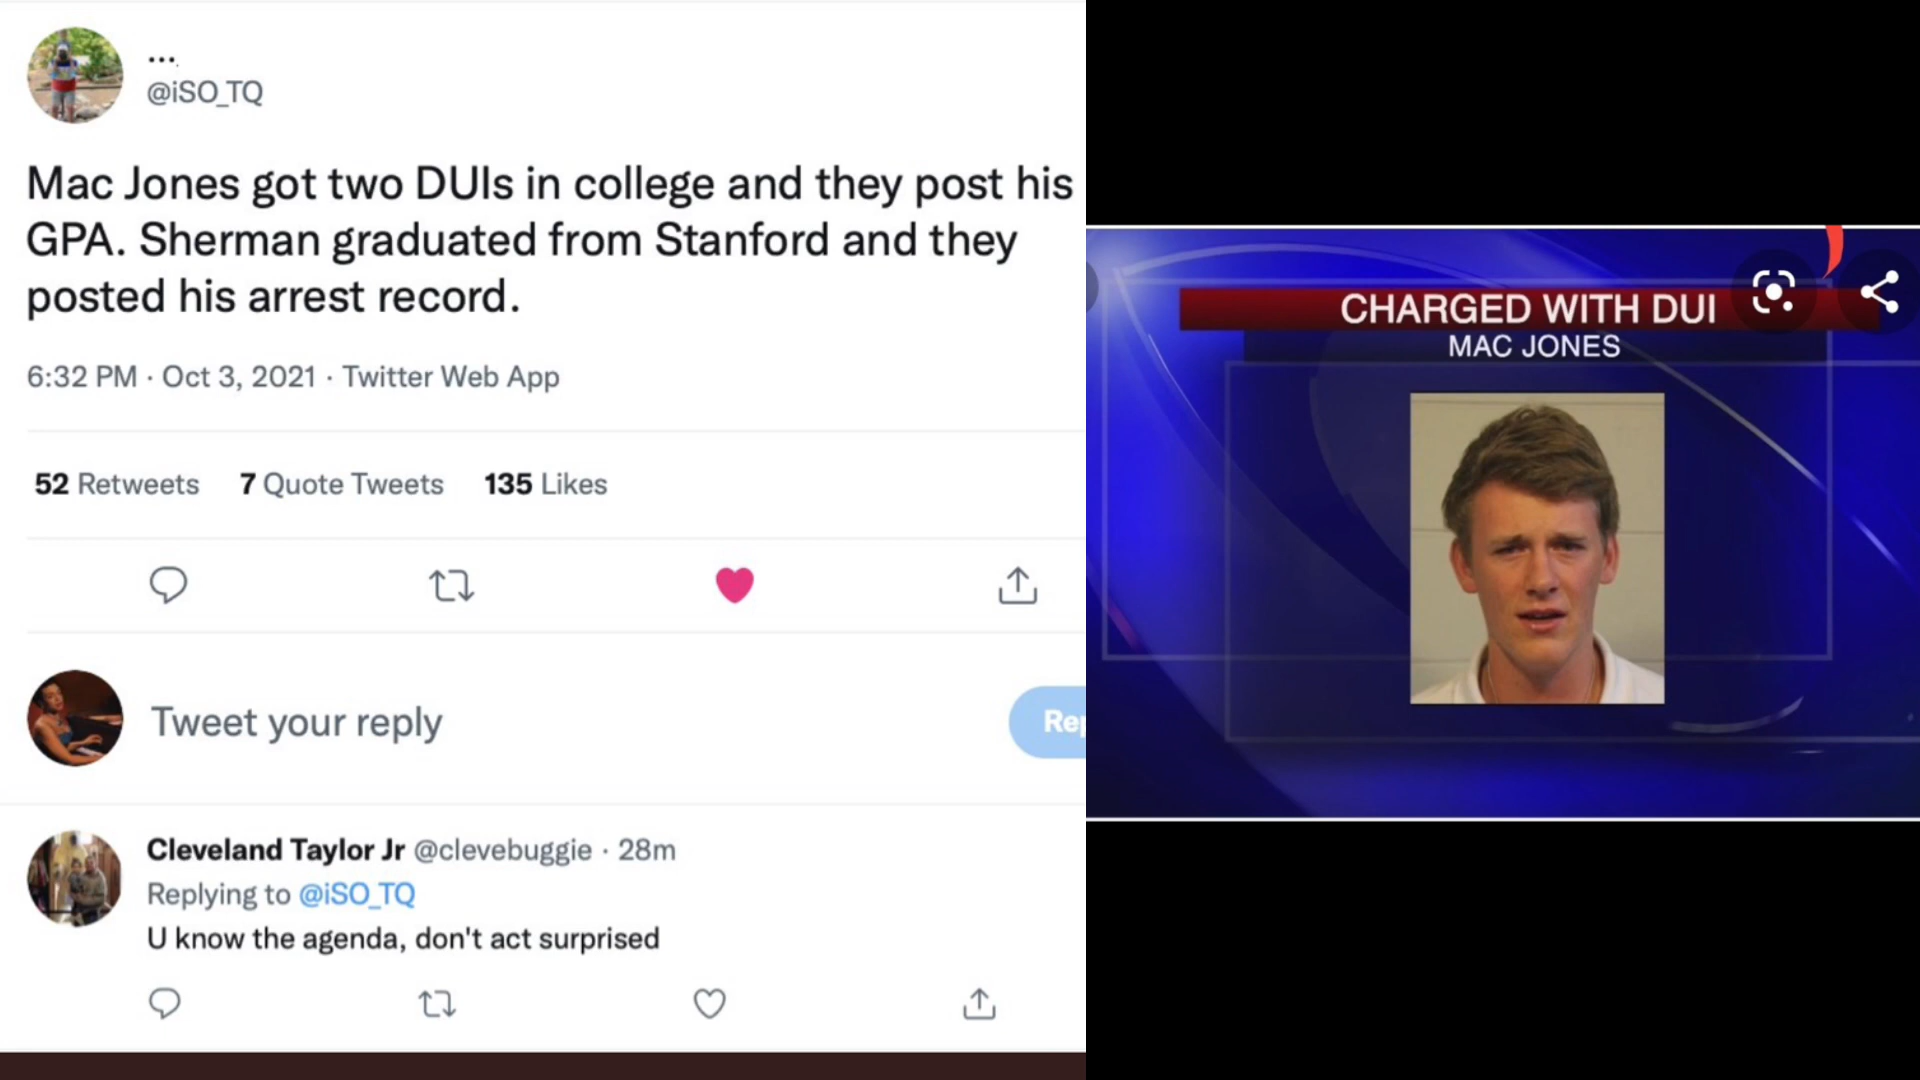 ...
@iSO_TQ
Mac Jones got two DUIs in college and they post his
GPA. Sherman graduated from Stanford and they
posted his arrest record.
6:32 PM · Oct 3, 2021 · Twitter Web App
52 Retweets 7 Quote Tweets 135 Likes
Tweet your reply
Rep
Cleveland Taylor Jr @clevebuggie · 28m
Replying to @iSO_TQ
U know the agenda, don't act surprised
CHARGED WITH DUI
MAC JONES